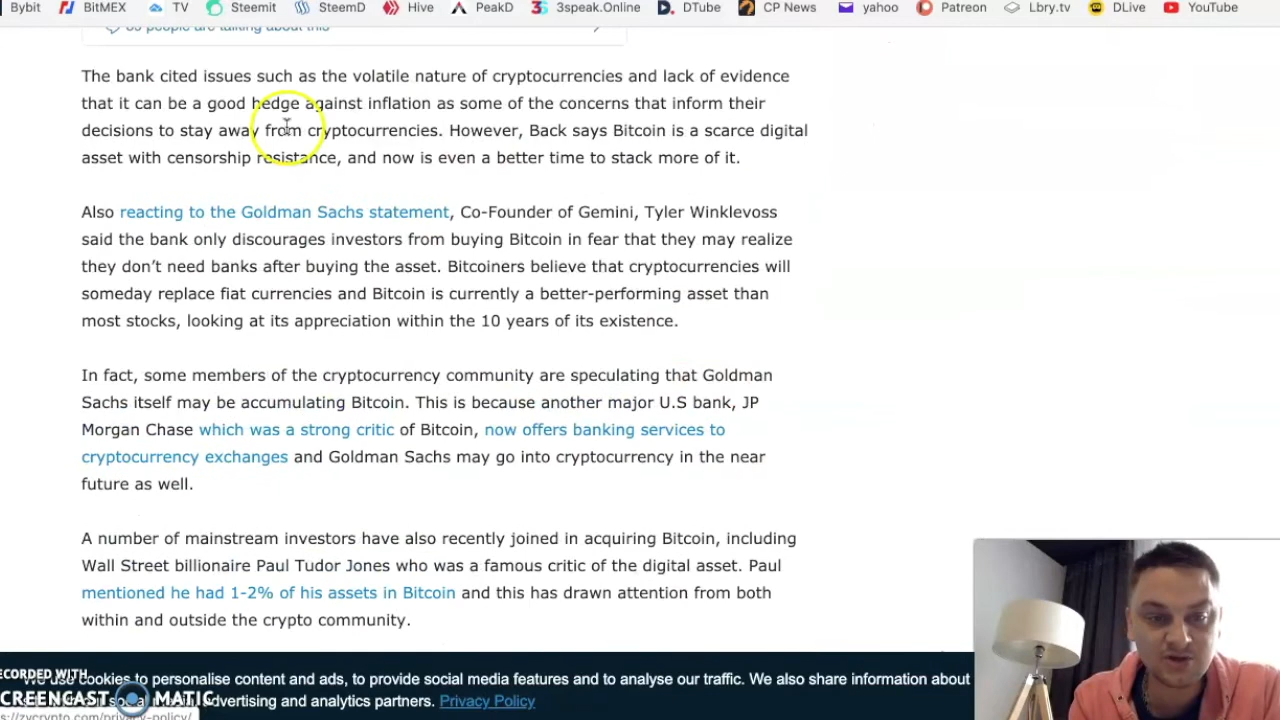 Bybit BitMEX TV Steemit SteemD Hive PeakD 3speak.Online DTube CP News yahoo Patreon Lbry.tv DLive YouTube
people are talking about this
The bank cited issues such as the volatile nature of cryptocurrencies and lack of evidence
that it can be a good hedge against inflation as some of the concerns that inform their
decisions to stay away from cryptocurrencies. However, Back says Bitcoin is a scarce digital
asset with censorship resistance, and now is even a better time to stack more of it.
Also reacting to the Goldman Sachs statement, Co-Founder of Gemini, Tyler Winklevoss
said the bank only discourages investors from buying Bitcoin in fear that they may realize
they don’t need banks after buying the asset. Bitcoiners believe that cryptocurrencies will
someday replace fiat currencies and Bitcoin is currently a better-performing asset than
most stocks, looking at its appreciation within the 10 years of its existence.
In fact, some members of the cryptocurrency community are speculating that Goldman
Sachs itself may be accumulating Bitcoin. This is because another major U.S bank, JP
Morgan Chase which was a strong critic of Bitcoin, now offers banking services to
cryptocurrency exchanges and Goldman Sachs may go into cryptocurrency in the near
future as well.
A number of mainstream investors have also recently joined in acquiring Bitcoin, including
Wall Street billionaire Paul Tudor Jones who was a famous critic of the digital asset. Paul
mentioned he had 1-2% of his assets in Bitcoin and this has drawn attention from both
within and outside the crypto community.
ECORDED WITH
We use cookies to personalise content and ads, to provide social media features and to analyse our traffic. We also share information about
CREENCAST MATIC
advertising and analytics partners. Privacy Policy
s://zycrypto.com/privacy-policy/